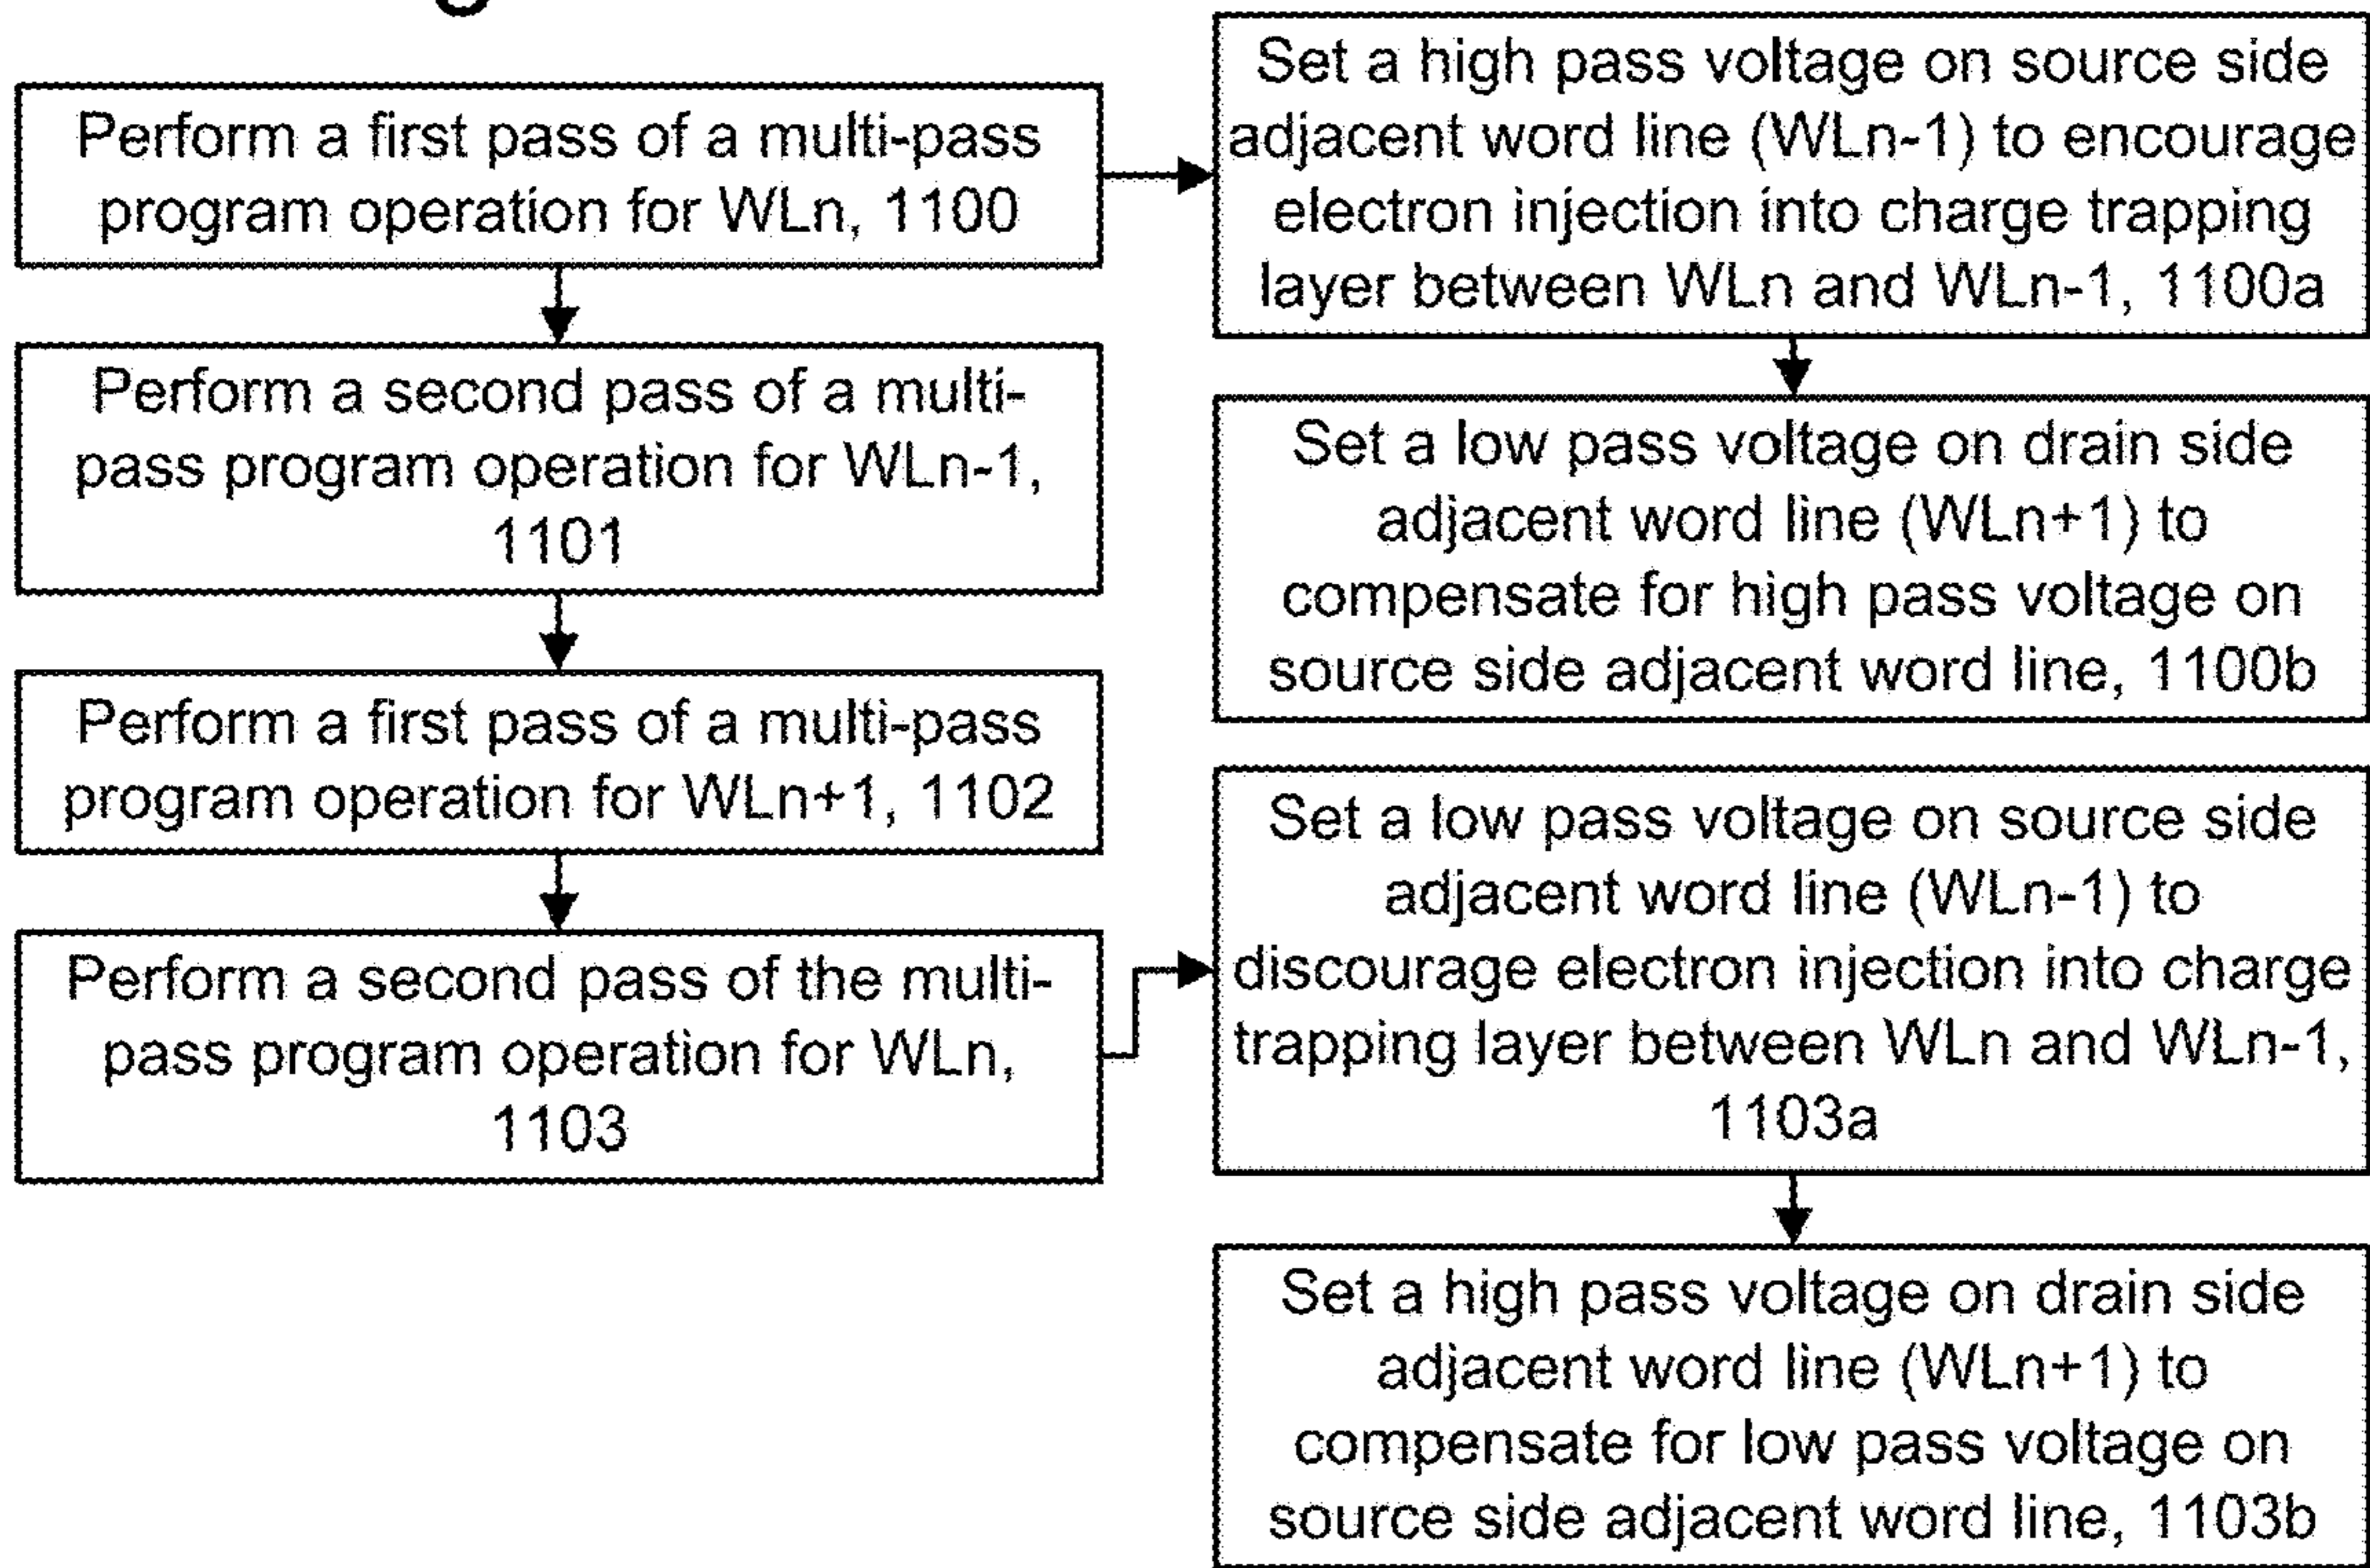 Perform a first pass of a multi-pass
program operation for WLn, 1100
Perform a second pass of a multi-
pass program operation for WLn-1,
1101
Perform a first pass of a multi-pass
program operation for WLn+1, 1102
Perform a second pass of the multi-
pass program operation for WLn,
1103
Set a high pass voltage on source side
adjacent word line (WLn-1) to encourage
electron injection into charge trapping
layer between WLn and WLn-1, 1100a
Set a low pass voltage on drain side
adjacent word line (WLn+1) to
compensate for high pass voltage on
source side adjacent word line, 1100b
Set a low pass voltage on source side
adjacent word line (WLn-1) to
discourage electron injection into charge
trapping layer between WLn and WLn-1,
1103a
Set a high pass voltage on drain side
adjacent word line (WLn+1) to
compensate for low pass voltage on
source side adjacent word line, 1103b